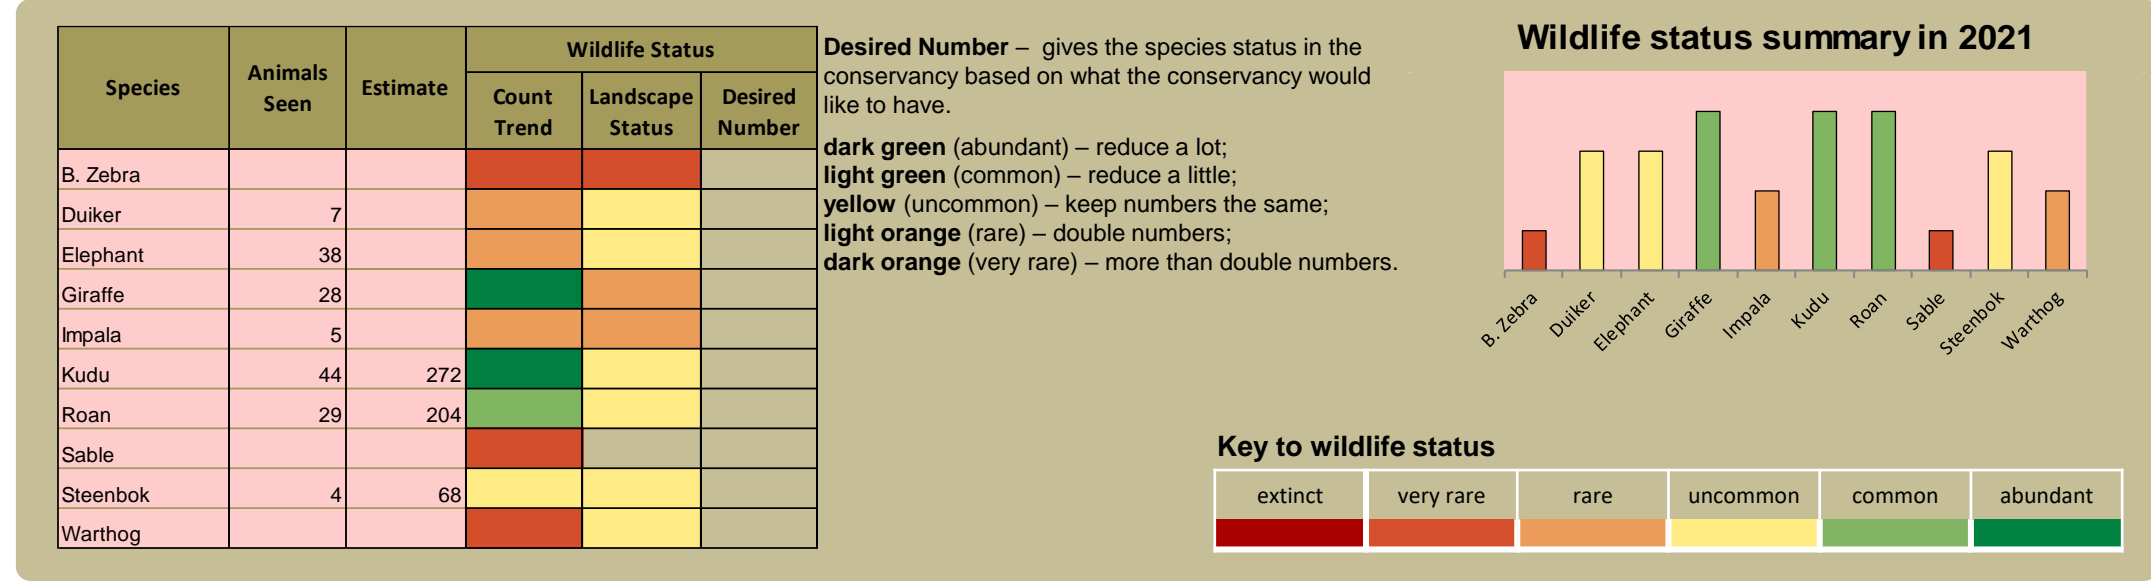 Species Animals Seen Estimate Wildlife Status
Count Trend Landscape Status Desired Number
B. Zebra
Duiker 7
Elephant 38
Giraffe 28
Impala 5
Kudu 44 272
Roan 29 204
Sable
Steenbok 4 68
Warthog
Desired Number – gives the species status in the
conservancy based on what the conservancy would
like to have.
dark green (abundant) – reduce a lot;
light green (common) – reduce a little;
yellow (uncommon) – keep numbers the same;
light orange (rare) – double numbers;
dark orange (very rare) – more than double numbers.
Wildlife status summary in 2021
B. Zebra Duiker Elephant Giraffe Impala Kudu Roan Sable Steenbok Warthog
Key to wildlife status
extinct very rare rare uncommon common abundant